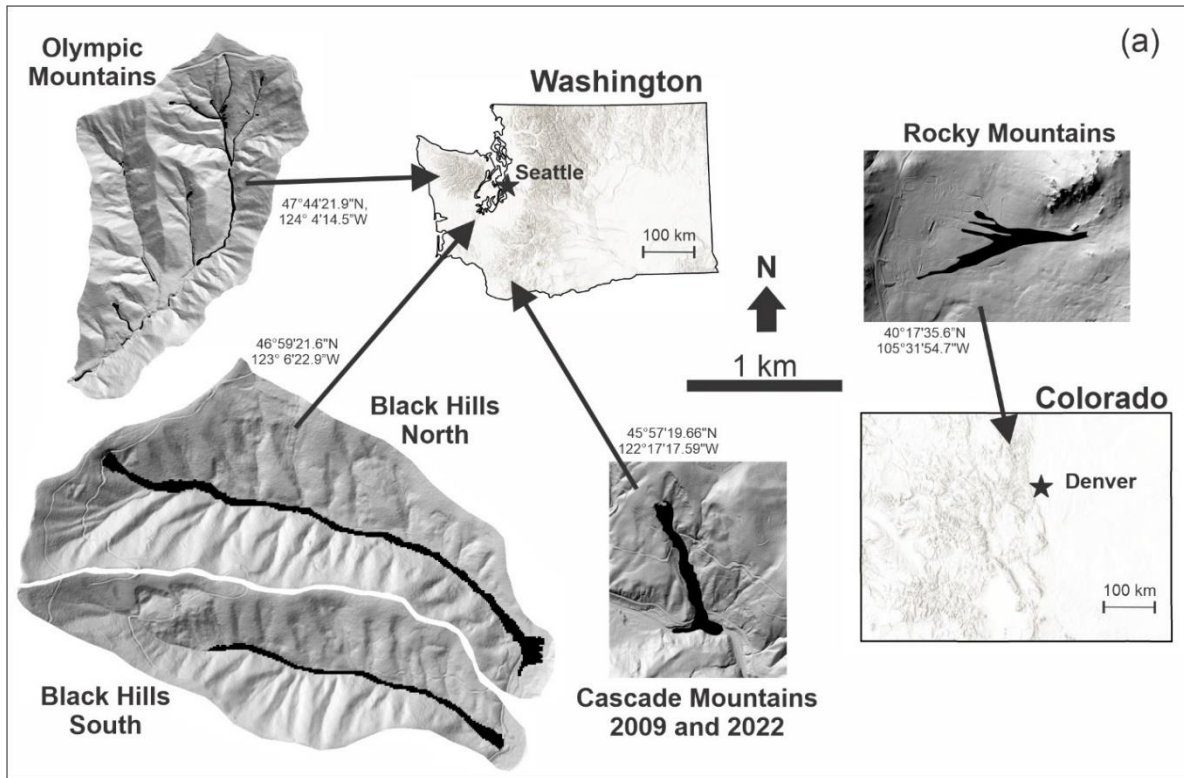 (a)
Olympic
Mountains
Washington
Seattle
100 km
47°44'21.9"N,
124° 4'14.5"W
Rocky Mountains
40°17'35.6"N
105°31'54.7"W
N
1 km
46°59'21.6"N
123° 6'22.9"W
Black Hills
North
45°57'19.66"N
122°17'17.59"W
Colorado
Denver
100 km
Black Hills
South
Cascade Mountains
2009 and 2022